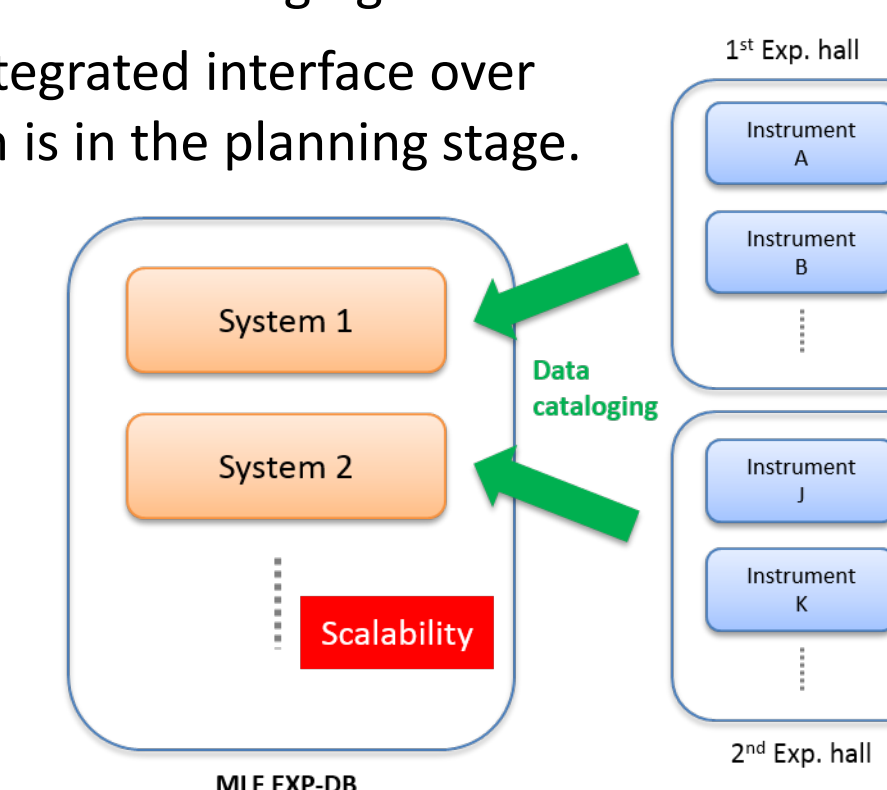 tegrated interface over
is in the planning stage.
1st Exp. hall
Instrument
A
Instrument
B
System 1
System 2
Scalability
Data
cataloging
Instrument
J
Instrument
K
2nd Exp. hall
MLF EXP-DB